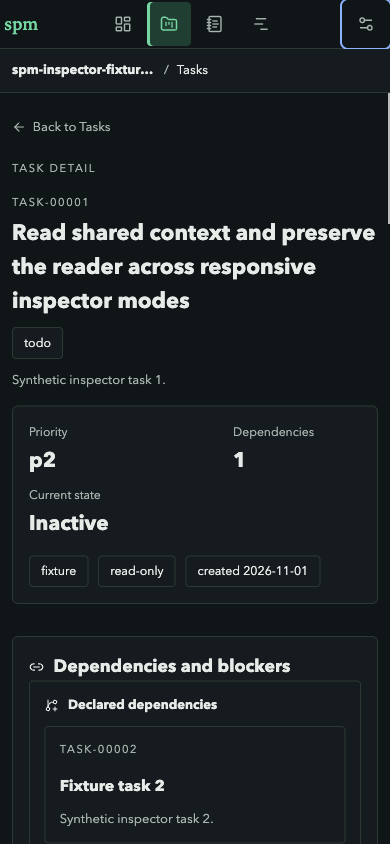 spm
spm-inspector-fixtur... / Tasks
Back to Tasks
TASK DETAIL
TASK-00001
Read shared context and preserve
the reader across responsive
inspector modes
todo
Synthetic inspector task 1.
Priority
p2
Dependencies
1
Current state
Inactive
fixture
read-only
created 2026-11-01
Dependencies and blockers
Declared dependencies
TASK-00002
Fixture task 2
Synthetic inspector task 2.